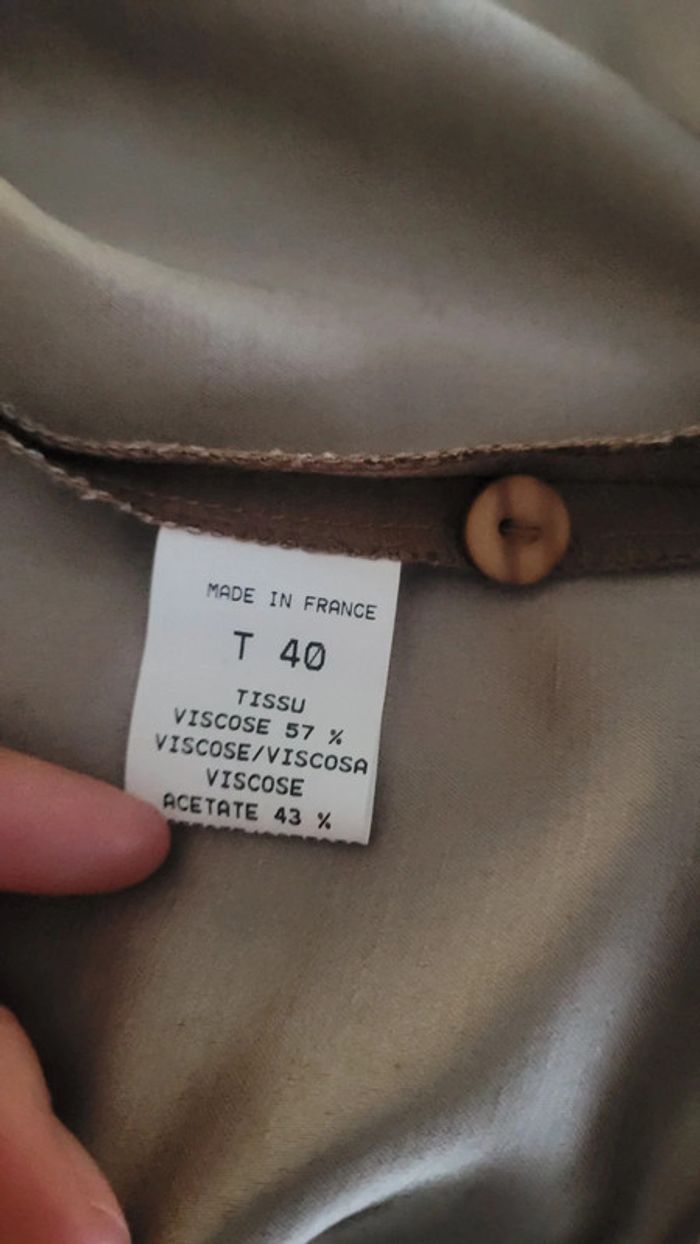 MADE IN FRANCE
T 40
TISSU
VISCOSE 57 %
VISCOSE/VISCOSA
VISCOSE
ACETATE 43 %